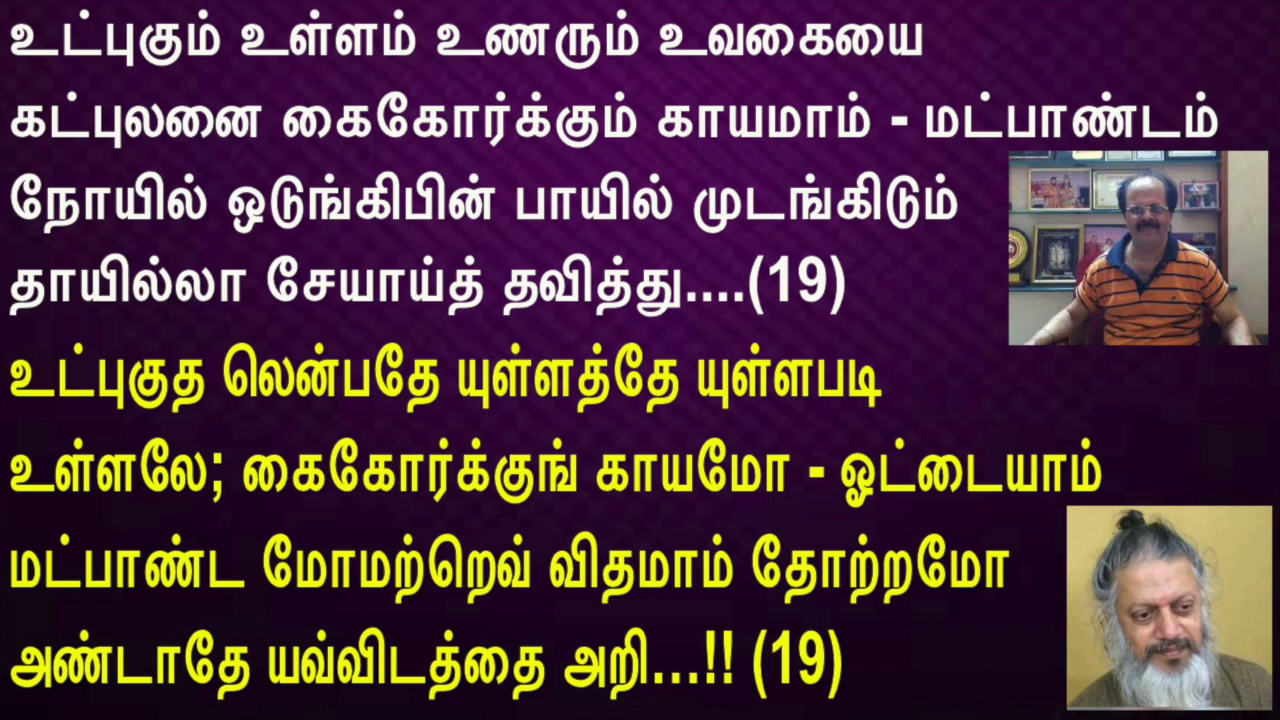 உட்புகும் உள்ளம் உணரும் உவகையை
கட்புலனை கைகோர்க்கும் காயமாம் - மட்பாண்டம்
நோயில் ஒடுங்கிபின் பாயில் முடங்கிடும்
தாயில்லா சேயாய்த் தவித்து....(19)
உட்புகுத லென்பதே யுள்ளத்தே யுள்ளபடி
உள்ளலே; கைகோர்க்குங் காயமோ - ஓட்டையாம்
மட்பாண்ட மோமற்றெவ் விதமாம் தோற்றமோ
அண்டாதே யவ்விடத்தை அறி...!! (19)